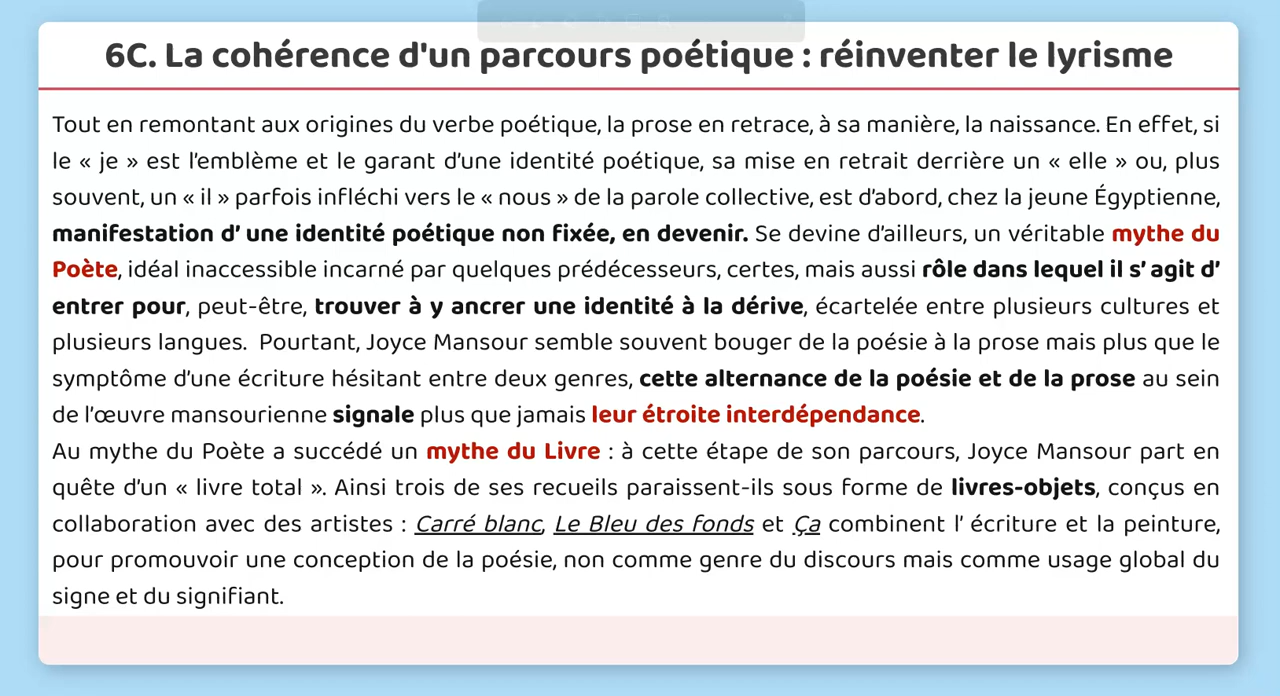 6C. La cohérence d'un parcours poétique : réinventer le lyrisme
Tout en remontant aux origines du verbe poétique, la prose en retrace, à sa manière, la naissance. En effet, si
le « je » est l’emblème et le garant d’une identité poétique, sa mise en retrait derrière un « elle » ou, plus
souvent, un « il » parfois infléchi vers le « nous » de la parole collective, est d’abord, chez la jeune Égyptienne,
manifestation d’ une identité poétique non fixée, en devenir. Se devine d’ailleurs, un véritable mythe du
Poète, idéal inaccessible incarné par quelques prédécesseurs, certes, mais aussi rôle dans lequel il s’ agit d’
entrer pour, peut-être, trouver à y ancrer une identité à la dérive, écartelée entre plusieurs cultures et
plusieurs langues.  Pourtant, Joyce Mansour semble souvent bouger de la poésie à la prose mais plus que le
symptôme d’une écriture hésitant entre deux genres, cette alternance de la poésie et de la prose au sein
de l’œuvre mansourienne signale plus que jamais leur étroite interdépendance.
Au mythe du Poète a succédé un mythe du Livre : à cette étape de son parcours, Joyce Mansour part en
quête d’un « livre total ». Ainsi trois de ses recueils paraissent-ils sous forme de livres-objets, conçus en
collaboration avec des artistes : Carré blanc, Le Bleu des fonds et Ça combinent l’ écriture et la peinture,
pour promouvoir une conception de la poésie, non comme genre du discours mais comme usage global du
signe et du signifiant.